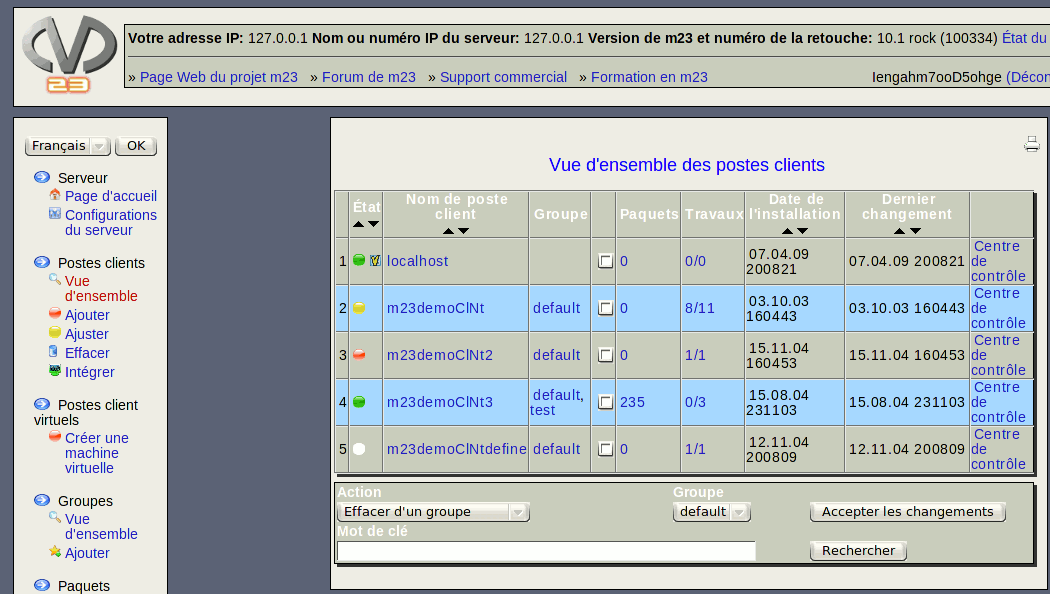 Votre adresse IP: 127.0.0.1 Nom ou numéro IP du serveur: 127.0.0.1 Version de m23 et numéro de la retouche: 10.1 rock (100334) État du
23
» Page Web du projet m23 » Forum de m23 » Support commercial » Formation en m23 Iengahm7ooD5ohge (Décon
Français OK
Serveur
Page d'accueil
Configurations
du serveur
Postes clients
Vue
d'ensemble
Ajouter
Ajuster
Effacer
Intégrer
Postes client
virtuels
Créer une
machine
virtuelle
Groupes
Vue
d'ensemble
Ajouter
Paquets
Vue d'ensemble des postes clients
État Nom de poste client Groupe Paquets Travaux Date de l'installation Dernier changement
1 localhost 0 0/0 07.04.09 200821 07.04.09 200821 Centre de contrôle
2 m23demoClNt default 0 8/11 03.10.03 160443 03.10.03 160443 Centre de contrôle
3 m23demoClNt2 default 0 1/1 15.11.04 160453 15.11.04 160453 Centre de contrôle
4 m23demoClNt3 default, test 235 0/3 15.08.04 231103 15.08.04 231103 Centre de contrôle
5 m23demoClNtdefine default 0 1/1 12.11.04 200809 12.11.04 200809 Centre de contrôle
Action Groupe
Effacer d'un groupe default Accepter les changements
Mot de clé
Rechercher